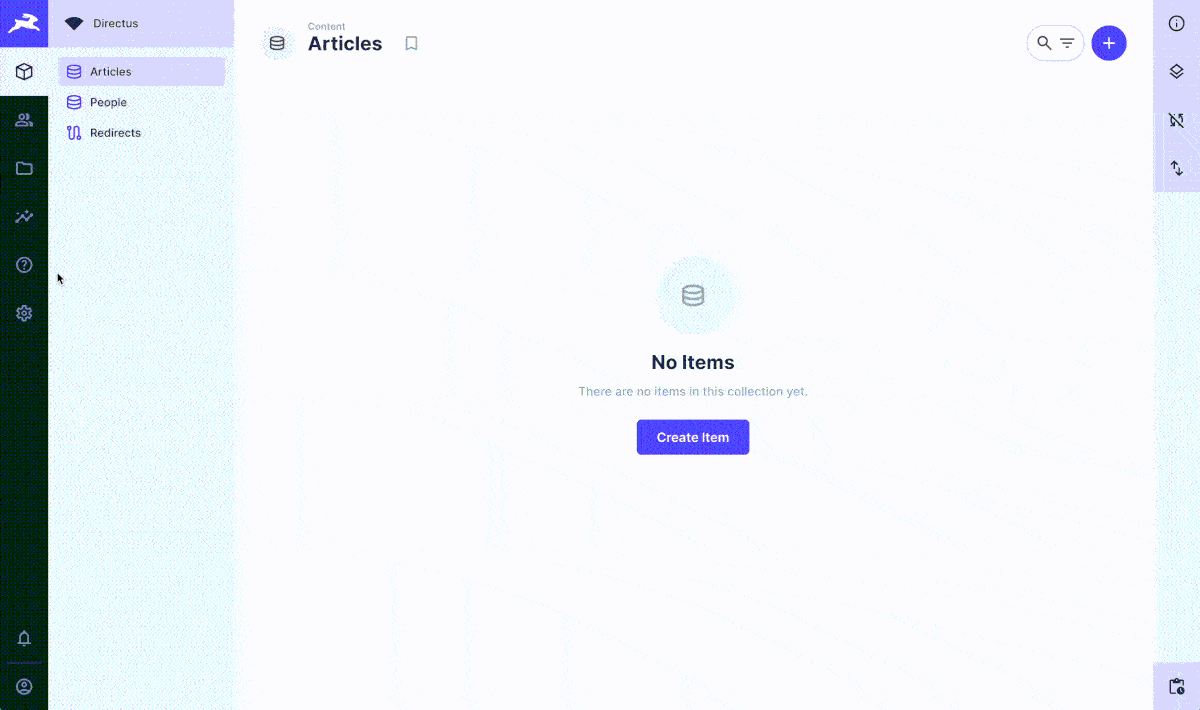 Directus
Articles
People
Redirects
Content
Articles
No Items
There are no items in this collection yet.
Create Item